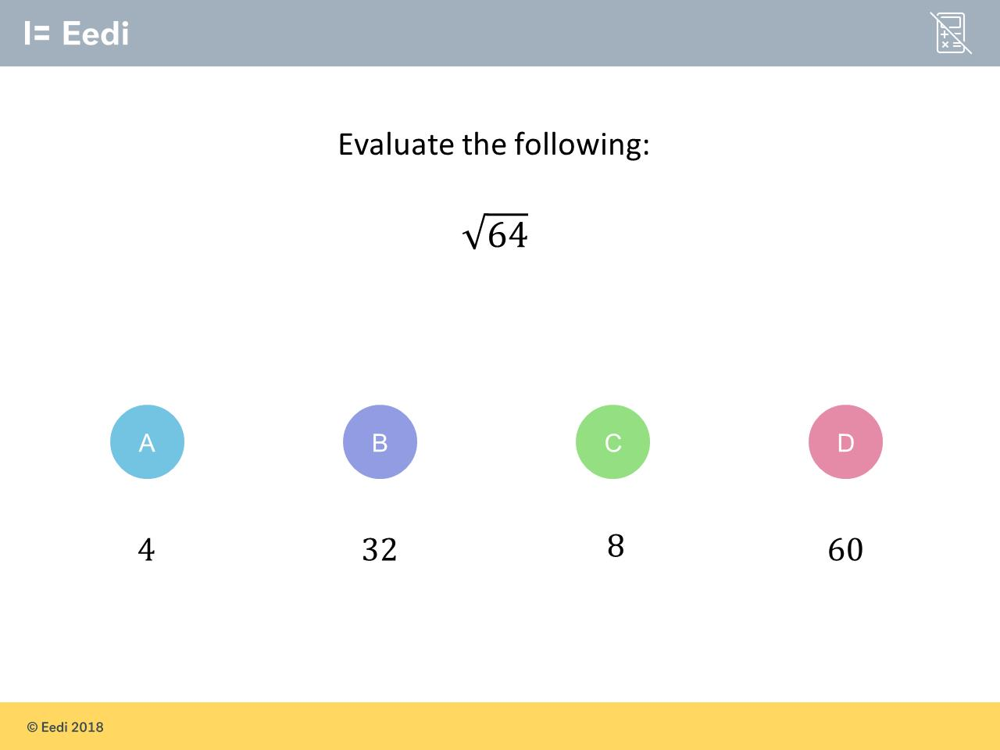 Eedi
Evaluate the following:
√64
A
B
C
D
4
32
8
60
© Eedi 2018